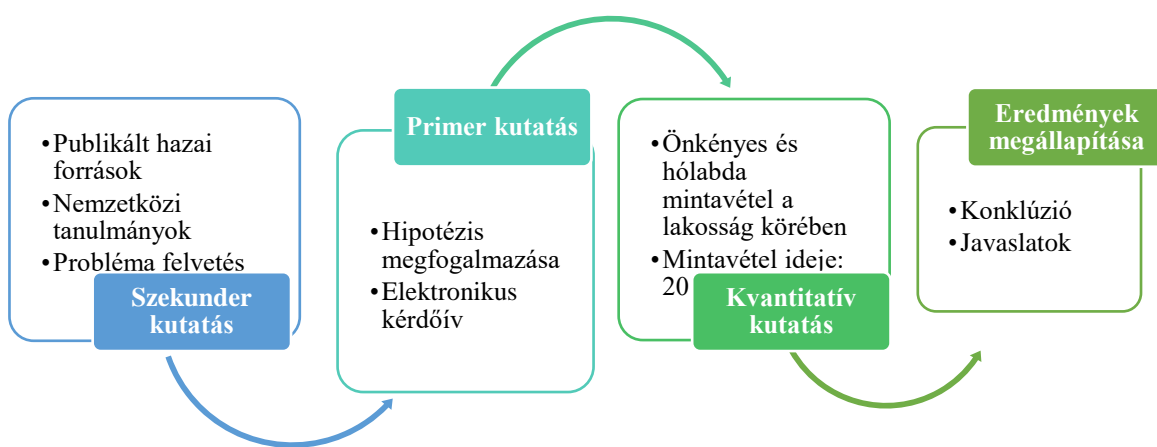 •Publikált hazai
források
•Nemzetközi
tanulmányok
•Probléma felvetés
Szekunder
kutatás
Primer kutatás
•Hipotézis
megfogalmazása
•Elektronikus
kérdőív
•Önkényes és
hólabda
mintavétel a
lakosság körében
•Mintavétel ideje:
20
Kvantitatív
kutatás
Eredmények
megállapítása
•Konklúzió
•Javaslatok